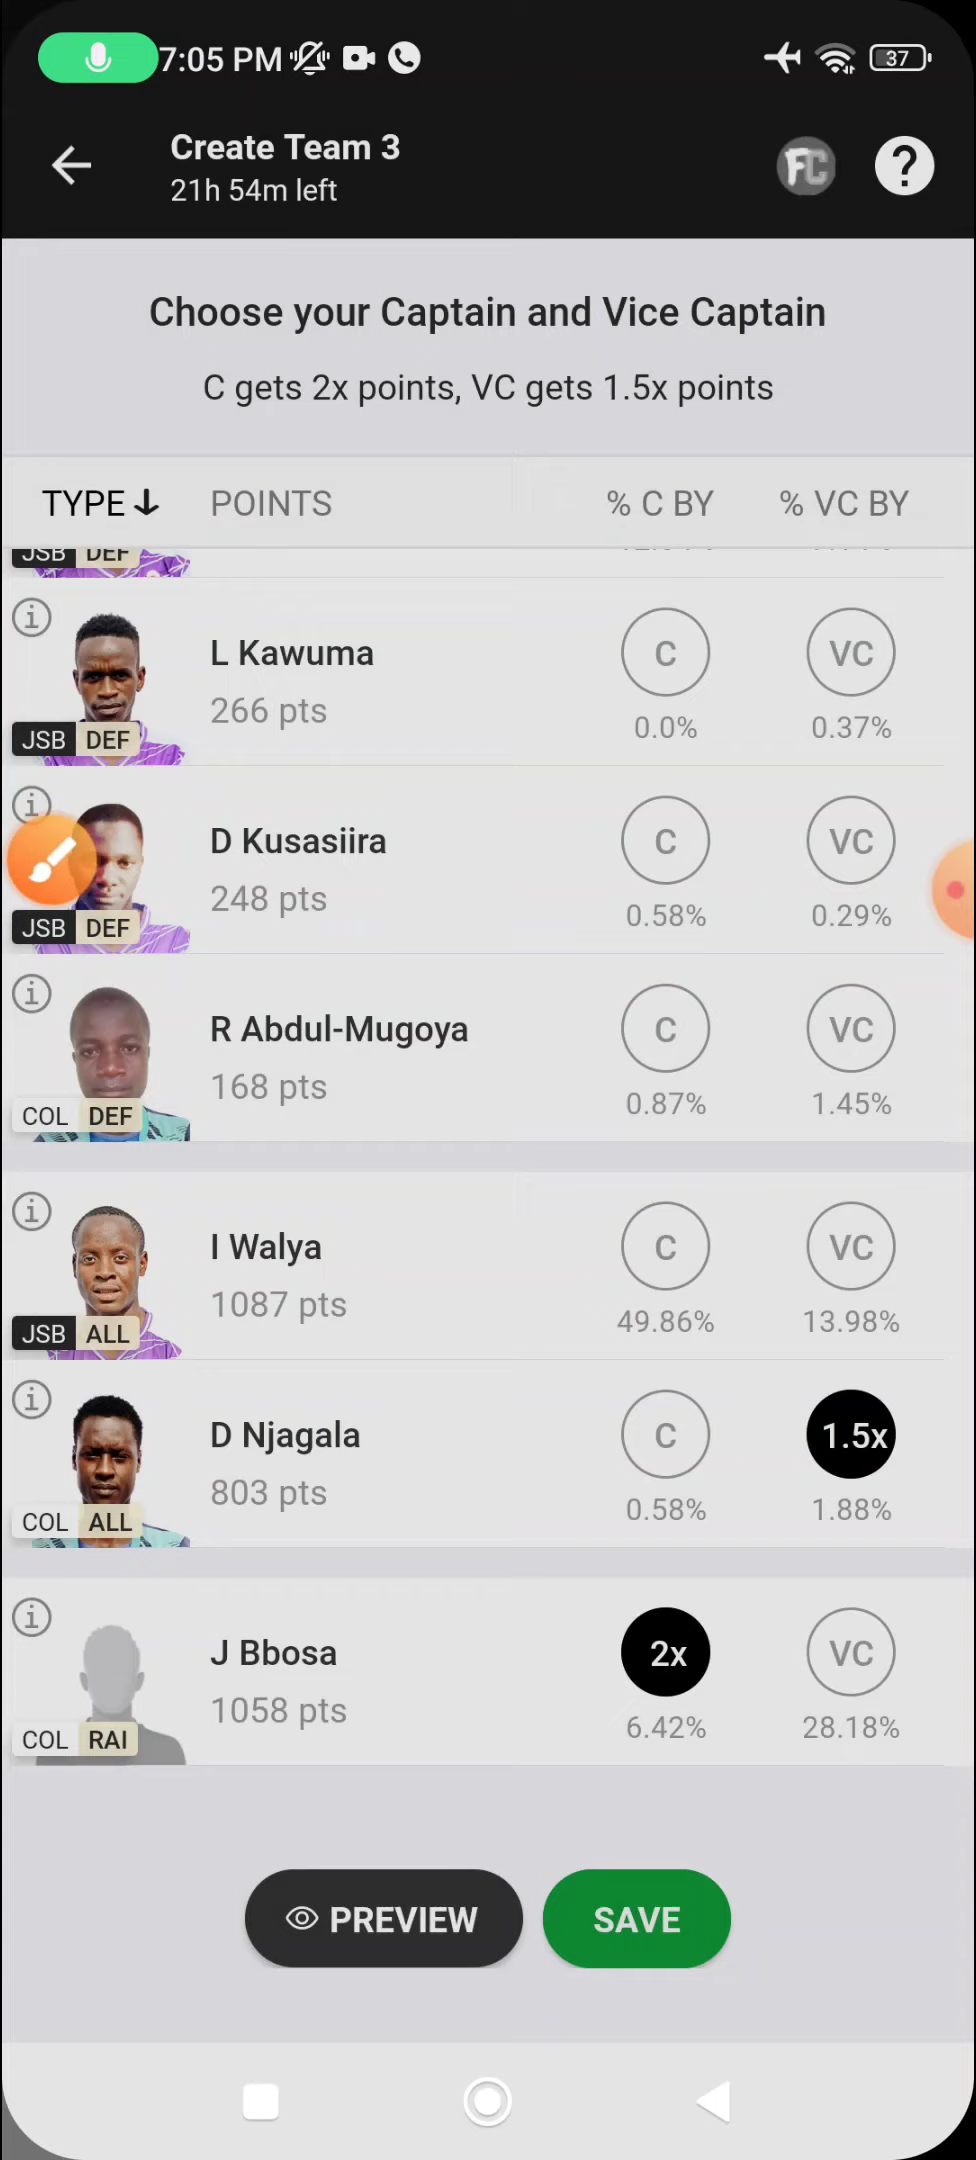 7:05 PM 37
Create Team 3
21h 54m left
FC ?
Choose your Captain and Vice Captain
C gets 2x points, VC gets 1.5x points
TYPE POINTS % C BY % VC BY
JSB DEF
L Kawuma C VC
266 pts 0.0% 0.37%
JSB DEF
D Kusasiira C VC
248 pts 0.58% 0.29%
JSB DEF
R Abdul-Mugoya C VC
168 pts 0.87% 1.45%
COL DEF
I Walya C VC
1087 pts 49.86% 13.98%
JSB ALL
D Njagala C 1.5x
803 pts 0.58% 1.88%
COL ALL
J Bbosa 2x VC
1058 pts 6.42% 28.18%
COL RAI
PREVIEW SAVE